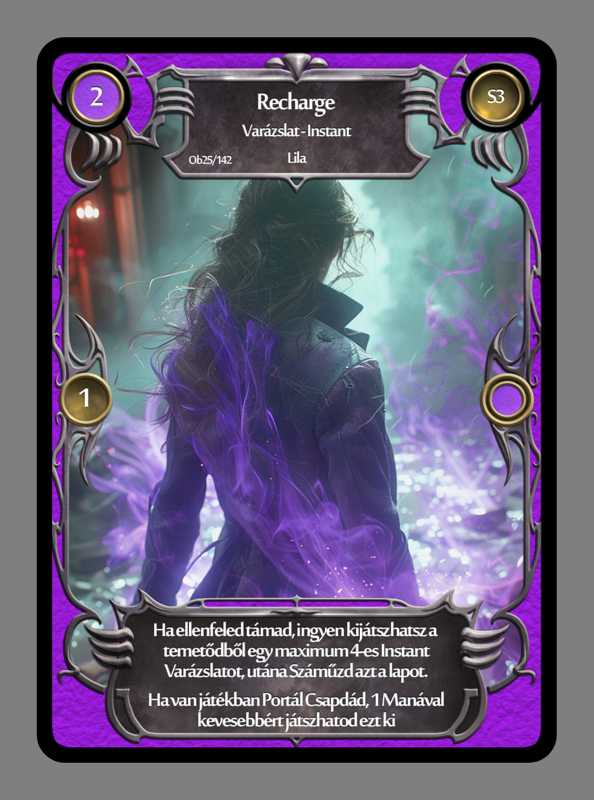 2
S3
Recharge
Varázslat - Instant
Ob25/142
Lila
1
Ha ellenfeled támad, ingyen kijátszhatsz a
temetődből egy maximum 4-es Instant
Varázslatot, utána Száműzd azt a lapot.
Ha van játékban Portál Csapdád, 1 Manával
kevesebbért játszhatod ezt ki